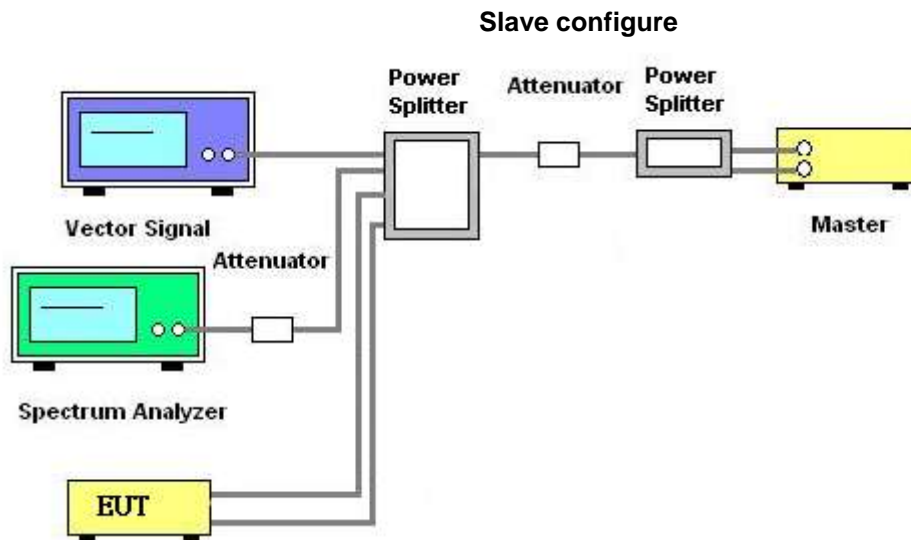 Slave configure
Power
Splitter
Attenuator
Power
Splitter
Vector Signal
Master
Attenuator
Spectrum Analyzer
EUT